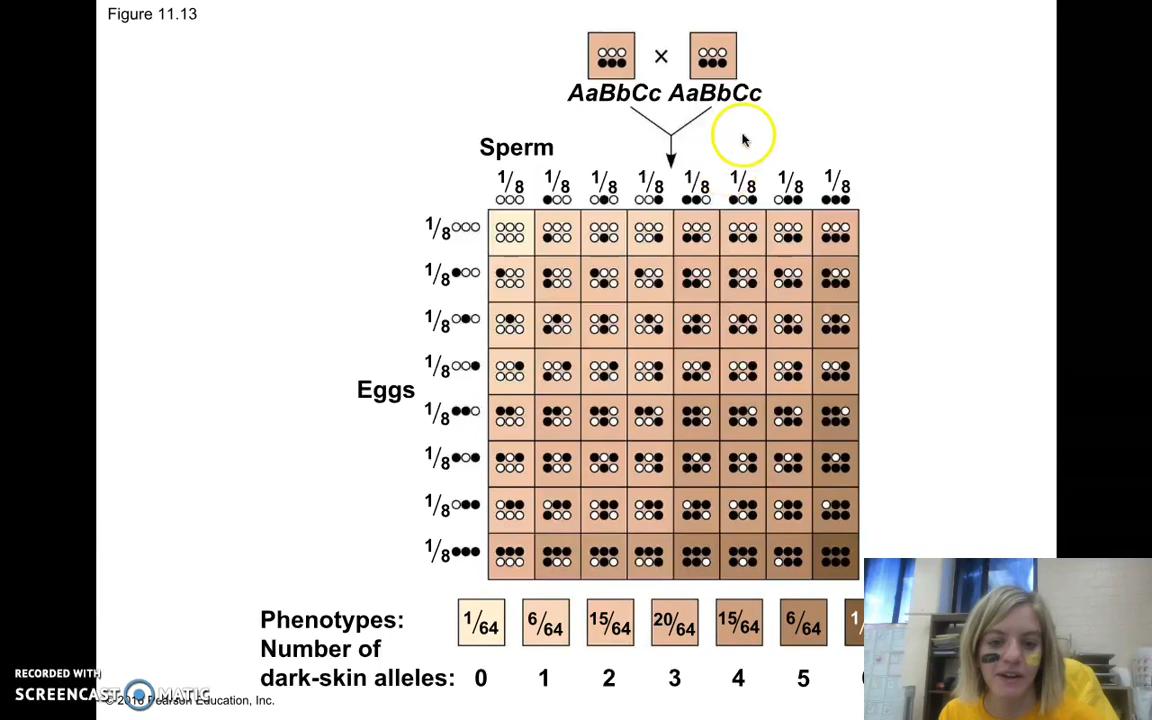 Figure 11.13
×
AaBbCc AaBbCc
Sperm
1/8 1/8 1/8 1/8 1/8 1/8 1/8 1/8
1/8
1/8
1/8
1/8
Eggs
1/8
1/8
1/8
1/8
Phenotypes: 1/64 6/64 15/64 20/64 15/64 6/64
Number of
dark-skin alleles: 0 1 2 3 4 5
RECORDED WITH
SCREENCAST MATIC
Pearson Education, Inc.